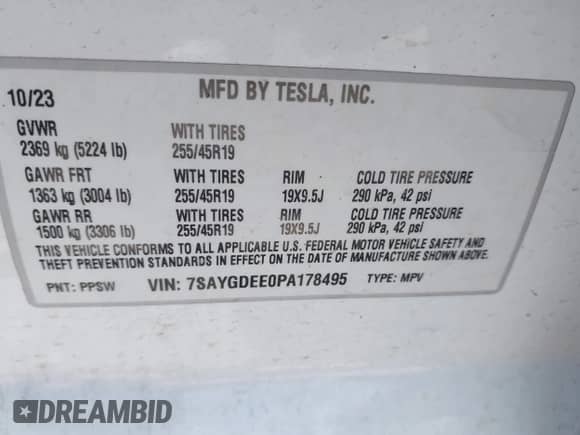 10/23 MFD BY TESLA, INC.
GVWR WITH TIRES
2369 kg (5224 lb) 255/45R19
GAWR FRT WITH TIRES RIM COLD TIRE PRESSURE
1363 kg (3004 lb) 255/45R19 19X9.5J 290 kPa, 42 psi
GAWR RR WITH TIRES RIM COLD TIRE PRESSURE
1500 kg (3306 lb) 255/45R19 19X9.5J 290 kPa, 42 psi
THIS VEHICLE CONFORMS TO ALL APPLICABLE U.S. FEDERAL MOTOR VEHICLE SAFETY AND
THEFT PREVENTION STANDARDS IN EFFECT ON THE DATE OF MANUFACTURE SHOWN ABOVE.
PNT: PPSW VIN: 7SAYGDEE0PA178495 TYPE: MPV
DREAMBID